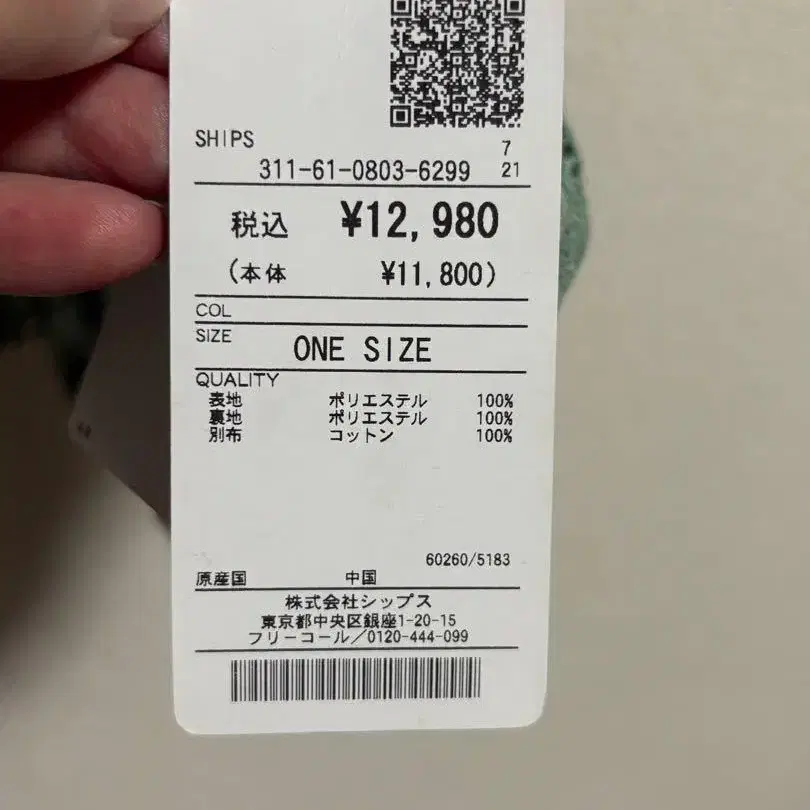 SHIPS 7
311-61-0803-6299 21
税込 ¥12,980
(本体 ¥11,800)
COL
SIZE
ONE SIZE
QUALITY
表地 ポリエステル 100%
裏地 ポリエステル 100%
別布 コットン 100%
60260/5183
原産国 中国
株式会社シップス
東京都中央区銀座1-20-15
フリーコール/0120-444-099